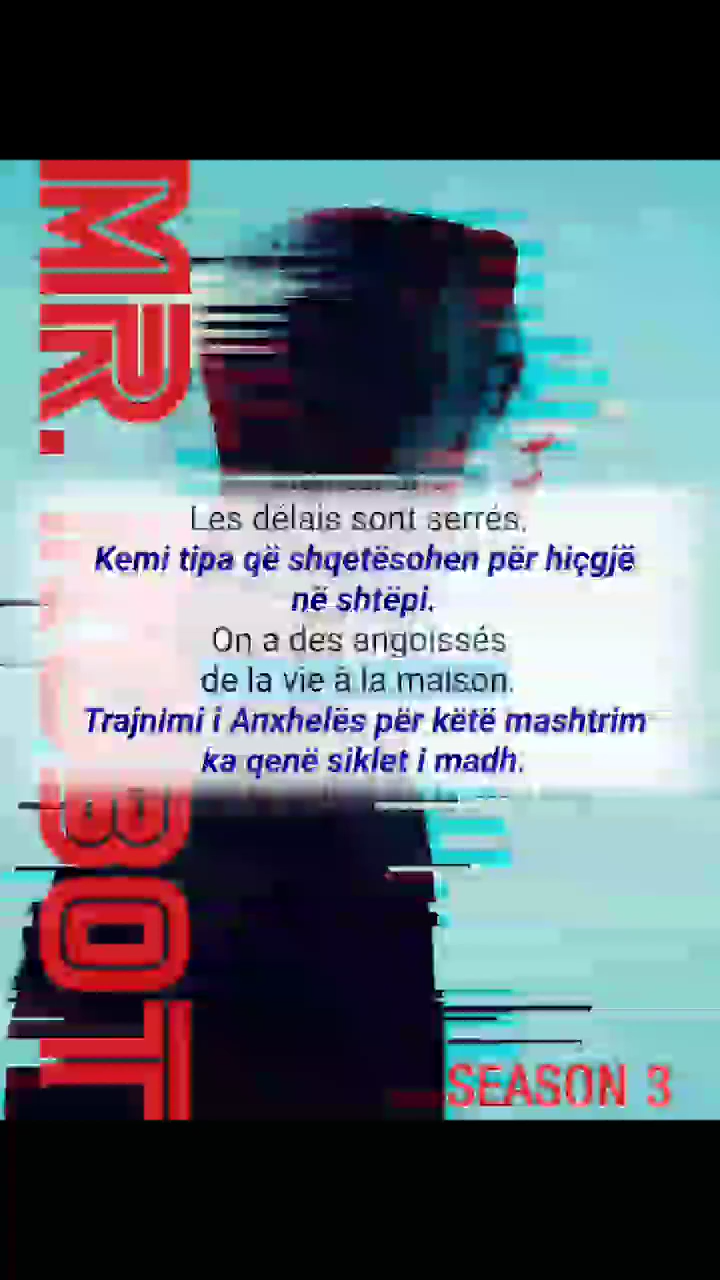 MR. ROBOT
Les délais sont serrés.
Kemi tipa që shqetësohen për hiçgjë
në shtëpi.
On a des angoissés
de la vie à la maison.
Trajnimi i Anxhelës për këtë mashtrim
ka qenë siklet i madh.
SEASON 3